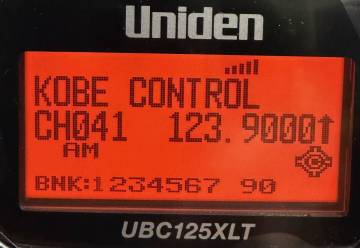 Uniden
KOBE CONTROL
CH041 123.9000↑
AM
BNK:1234567 90
UBC125XLT